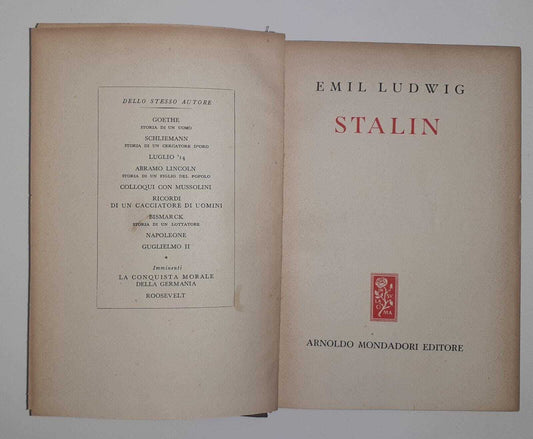 DELLO STESSO AUTORE
GOETHE
STORIA DI UN UOMO
SCHLIEMANN
STORIA DI UN CERCATORE D'ORO
LUGLIO '14
ABRAMO LINCOLN
STORIA DI UN FIGLIO DEL POPOLO
COLLOQUI CON MUSSOLINI
RICORDI
DI UN CACCIATORE DI UOMINI
BISMARCK
STORIA DI UN LOTTATORE
NAPOLEONE
GUGLIELMO II
Imminenti
LA CONQUISTA MORALE
DELLA GERMANIA
ROOSEVELT
EMIL LUDWIG
STALIN
ARNOLDO MONDADORI EDITORE